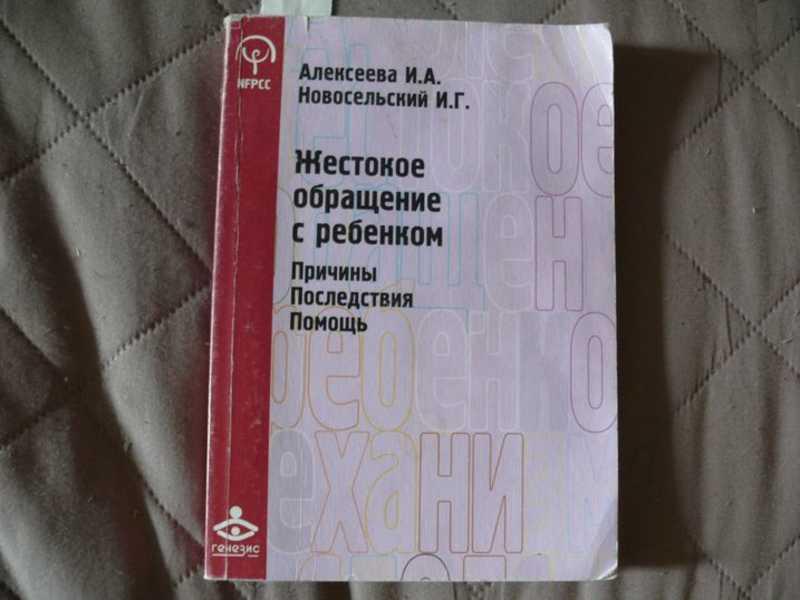 NFPCC
Алексеева И.А.
Новосельский И.Г.
Жестокое
обращение
с ребенком
Причины
Последствия
Помощь
генезис